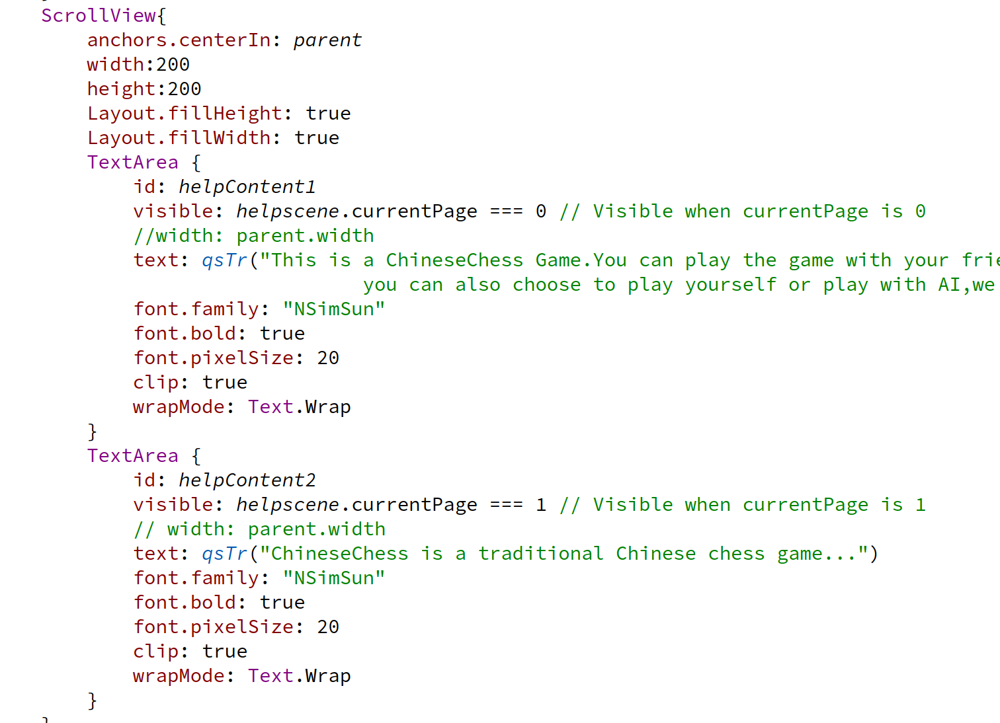 ScrollView{
anchors.centerIn: parent
width:200
height:200
Layout.fillHeight: true
Layout.fillWidth: true
TextArea {
id: helpContent1
visible: helpscene.currentPage === 0 // Visible when currentPage is 0
//width: parent.width
text: qsTr("This is a ChineseChess Game.You can play the game with your frie
you can also choose to play yourself or play with AI,we
font.family: "NSimSun"
font.bold: true
font.pixelSize: 20
clip: true
wrapMode: Text.Wrap
}
TextArea {
id: helpContent2
visible: helpscene.currentPage === 1 // Visible when currentPage is 1
// width: parent.width
text: qsTr("ChineseChess is a traditional Chinese chess game...")
font.family: "NSimSun"
font.bold: true
font.pixelSize: 20
clip: true
wrapMode: Text.Wrap
}
}